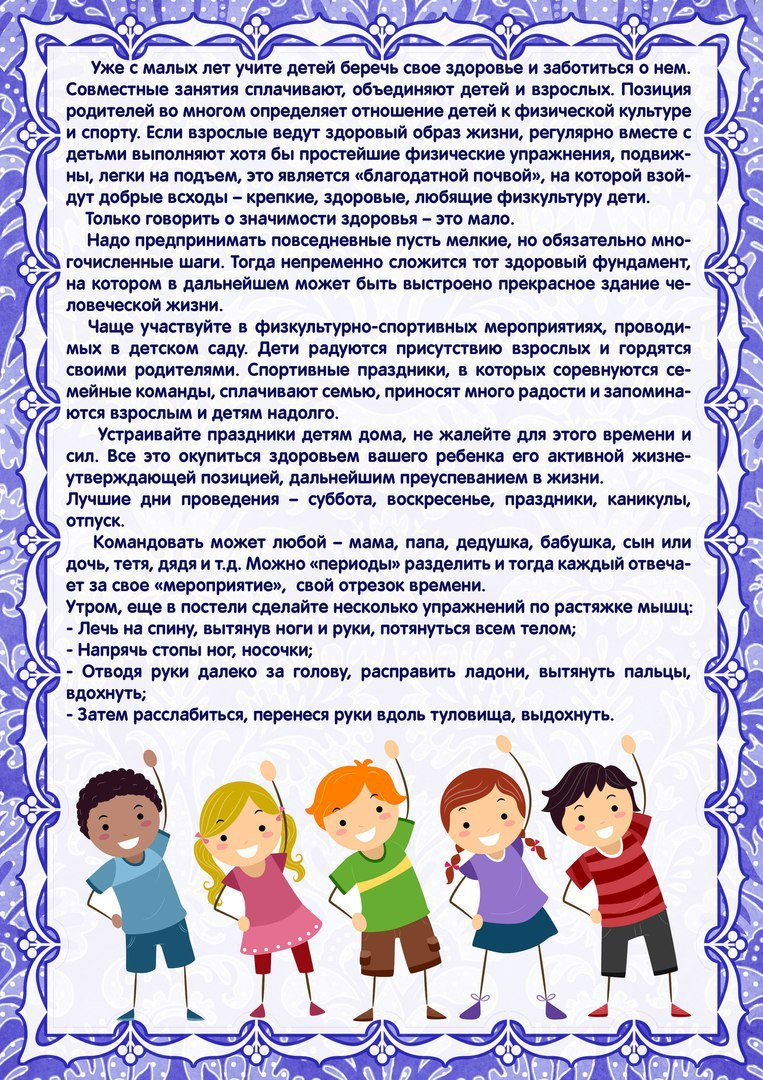 Уже с малых лет учите детей беречь свое здоровье и заботиться о нем.
Совместные занятия сплачивают, объединяют детей и взрослых. Позиция
родителей во многом определяет отношение детей к физической культуре
и спорту. Если взрослые ведут здоровый образ жизни, регулярно вместе с
детьми выполняют хотя бы простейшие физические упражнения, подвиж-
ны, легки на подъем, это является «благодатной почвой», на которой взой-
дут добрые всходы – крепкие, здоровые, любящие физкультуру дети.
Только говорить о значимости здоровья – это мало.
Надо предпринимать повседневные пусть мелкие, но обязательно мно-
гочисленные шаги. Тогда непременно сложится тот здоровый фундамент,
на котором в дальнейшем может быть выстроено прекрасное здание че-
ловеческой жизни.
Чаще участвуйте в физкультурно-спортивных мероприятиях, проводи-
мых в детском саду. Дети радуются присутствию взрослых и гордятся
своими родителями. Спортивные праздники, в которых соревнуются се-
мейные команды, сплачивают семью, приносят много радости и запомина-
ются взрослым и детям надолго.
Устраивайте праздники детям дома, не жалейте для этого времени и
сил. Все это окупиться здоровьем вашего ребенка его активной жизне-
утверждающей позицией, дальнейшим преуспеванием в жизни.
Лучшие дни проведения – суббота, воскресенье, праздники, каникулы,
отпуск.
Командовать может любой – мама, папа, дедушка, бабушка, сын или
дочь, тетя, дядя и т.д. Можно «периоды» разделить и тогда каждый отвеча-
ет за свое «мероприятие», свой отрезок времени.
Утром, еще в постели сделайте несколько упражнений по растяжке мышц:
- Лечь на спину, вытянув ноги и руки, потянуться всем телом;
- Напрячь стопы ног, носочки;
- Отводя руки далеко за голову, расправить ладони, вытянуть пальцы,
вдохнуть;
- Затем расслабиться, перенеся руки вдоль туловища, выдохнуть.